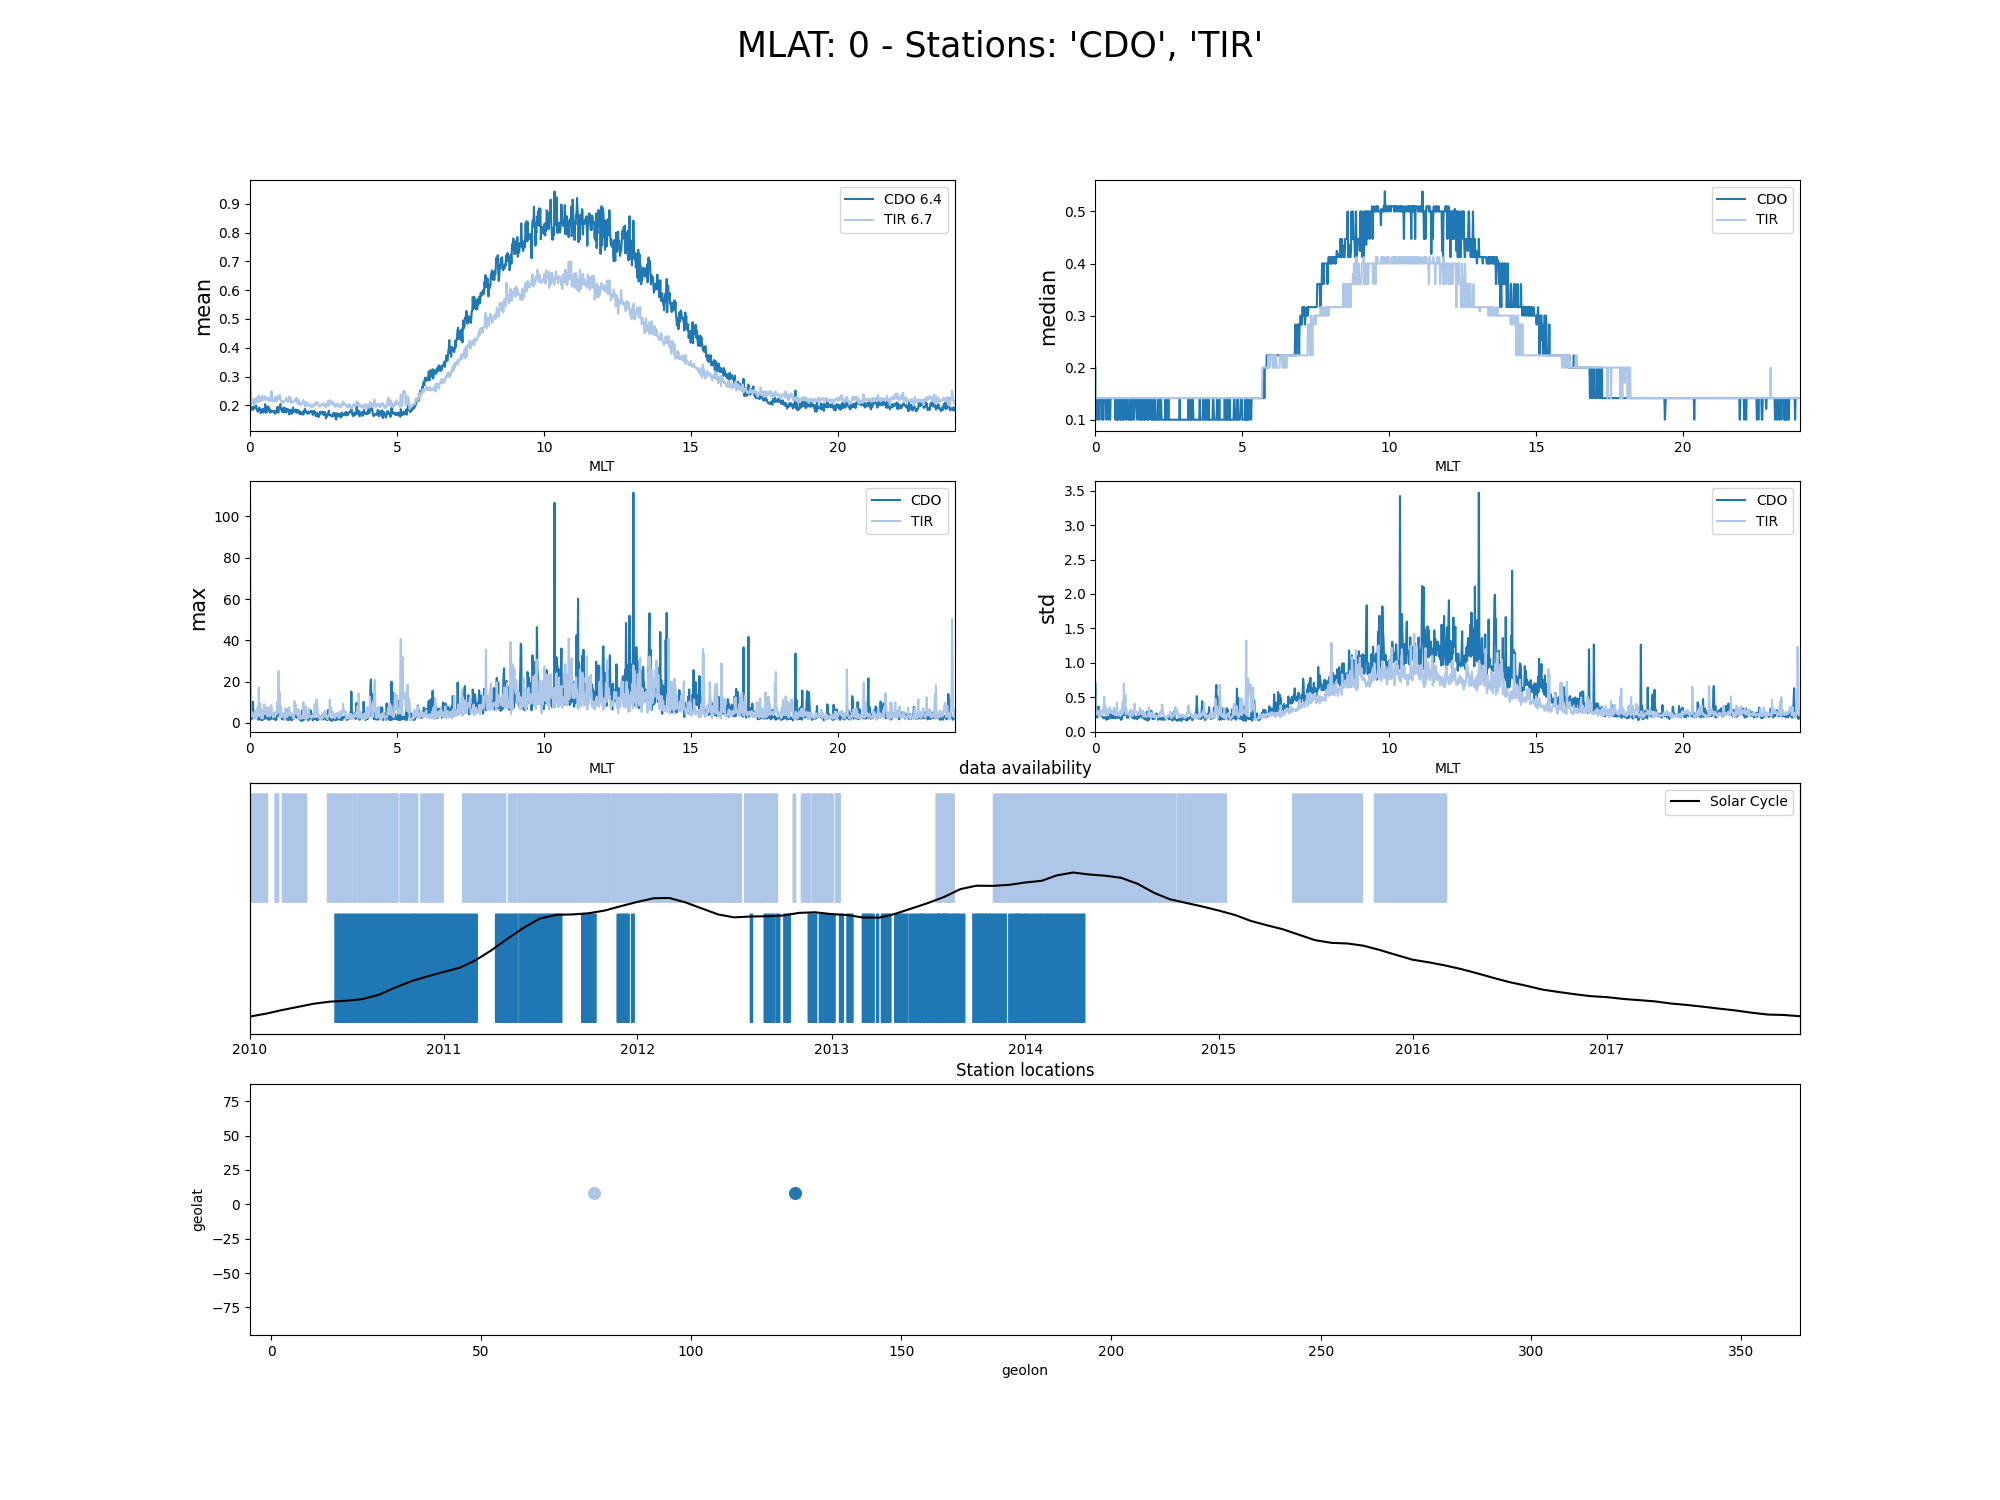 MLAT: 0 - Stations: 'CDO', 'TIR'
mean
0.9
0.8
0.7
0.6
0.5
0.4
0.3
0.2
CDO 6.4
TIR 6.7
0 5 10 15 20
MLT
median
0.5
0.4
0.3
0.2
0.1
CDO
TIR
0 5 10 15 20
MLT
max
100
80
60
40
20
0
CDO
TIR
0 5 10 15 20
MLT
std
3.5
3.0
2.5
2.0
1.5
1.0
0.5
0.0
CDO
TIR
0 5 10 15 20
MLT
data availability
Solar Cycle
2010 2011 2012 2013 2014 2015 2016 2017
Station locations
geolat
75
50
25
0
−25
−50
−75
0 50 100 150 200 250 300 350
geolon